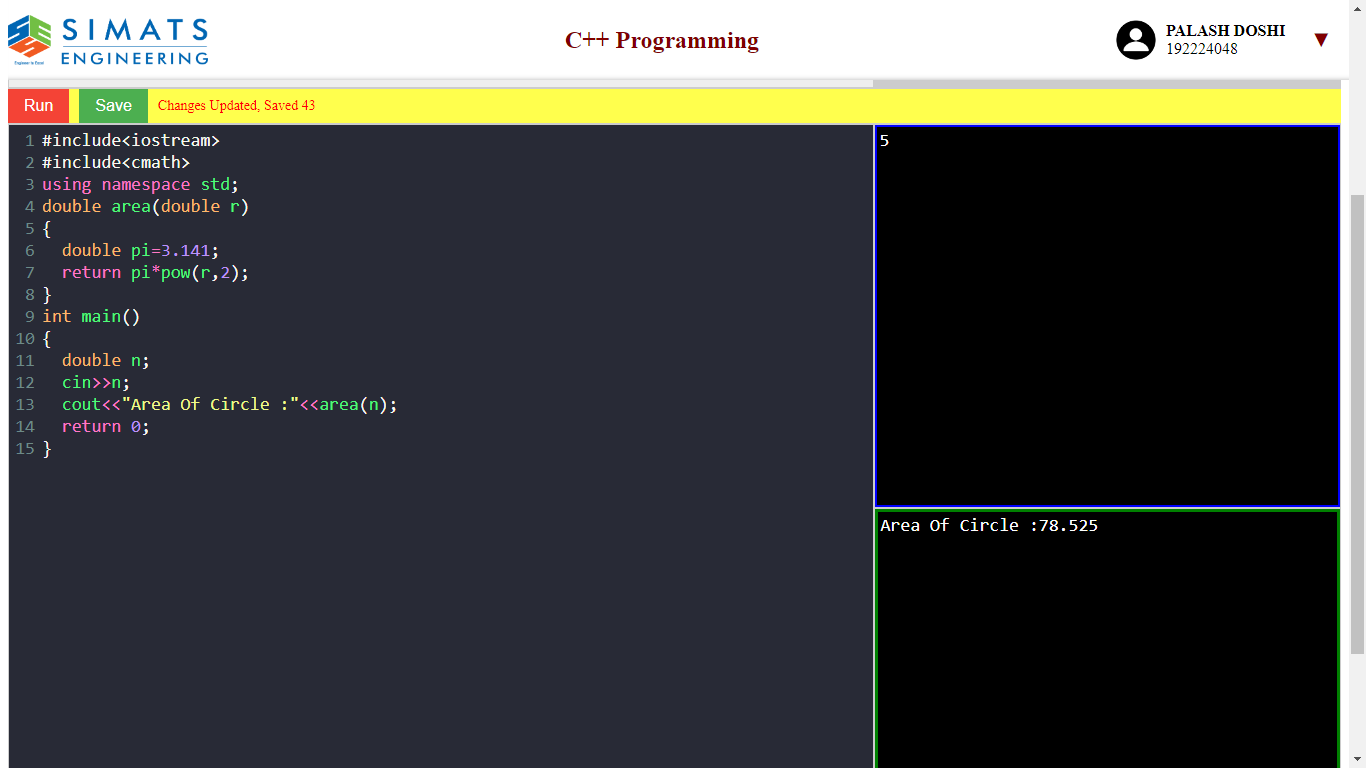 SIMATS
ENGINEERING
Engineer to Excel
C++ Programming
PALASH DOSHI
192224048
▼
Run
Save
Changes Updated, Saved 43
1 #include<iostream>
2 #include<cmath>
3 using namespace std;
4 double area(double r)
5 {
6   double pi=3.141;
7   return pi*pow(r,2);
8 }
9 int main()
10 {
11   double n;
12   cin>>n;
13   cout<<"Area Of Circle :"<<area(n);
14   return 0;
15 }
5
Area Of Circle :78.525